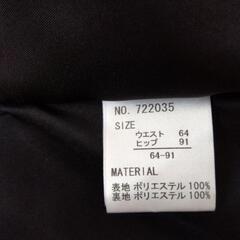 NO. 722035
SIZE
ウエスト 64
ヒップ 91
64-91
MATERIAL
表地 ポリエステル 100%
裏地 ポリエステル 100%